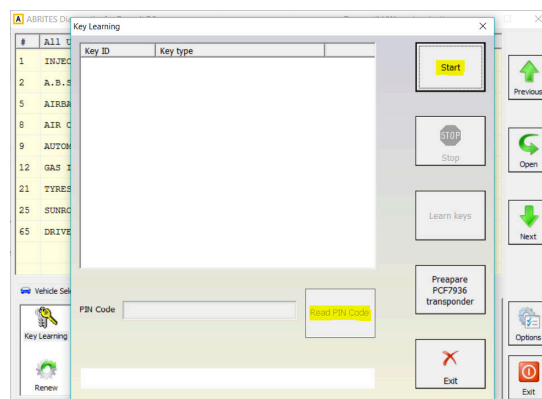 A ABRITES Dia
Key Learning
# All U
1 INJEC
2 A.B.S
5 AIRBA
8 AIR C
9 AUTOM
12 GAS I
21 TYRES
25 SUNRO
65 DRIVE
Key ID Key type
Start
STOP
Stop
Learn keys
Preapare
PCF7936
transponder
PIN Code
Read PIN Code
Exit
Previous
Open
Next
Options
Exit
Vehicle Sele
Key Learning
Renew